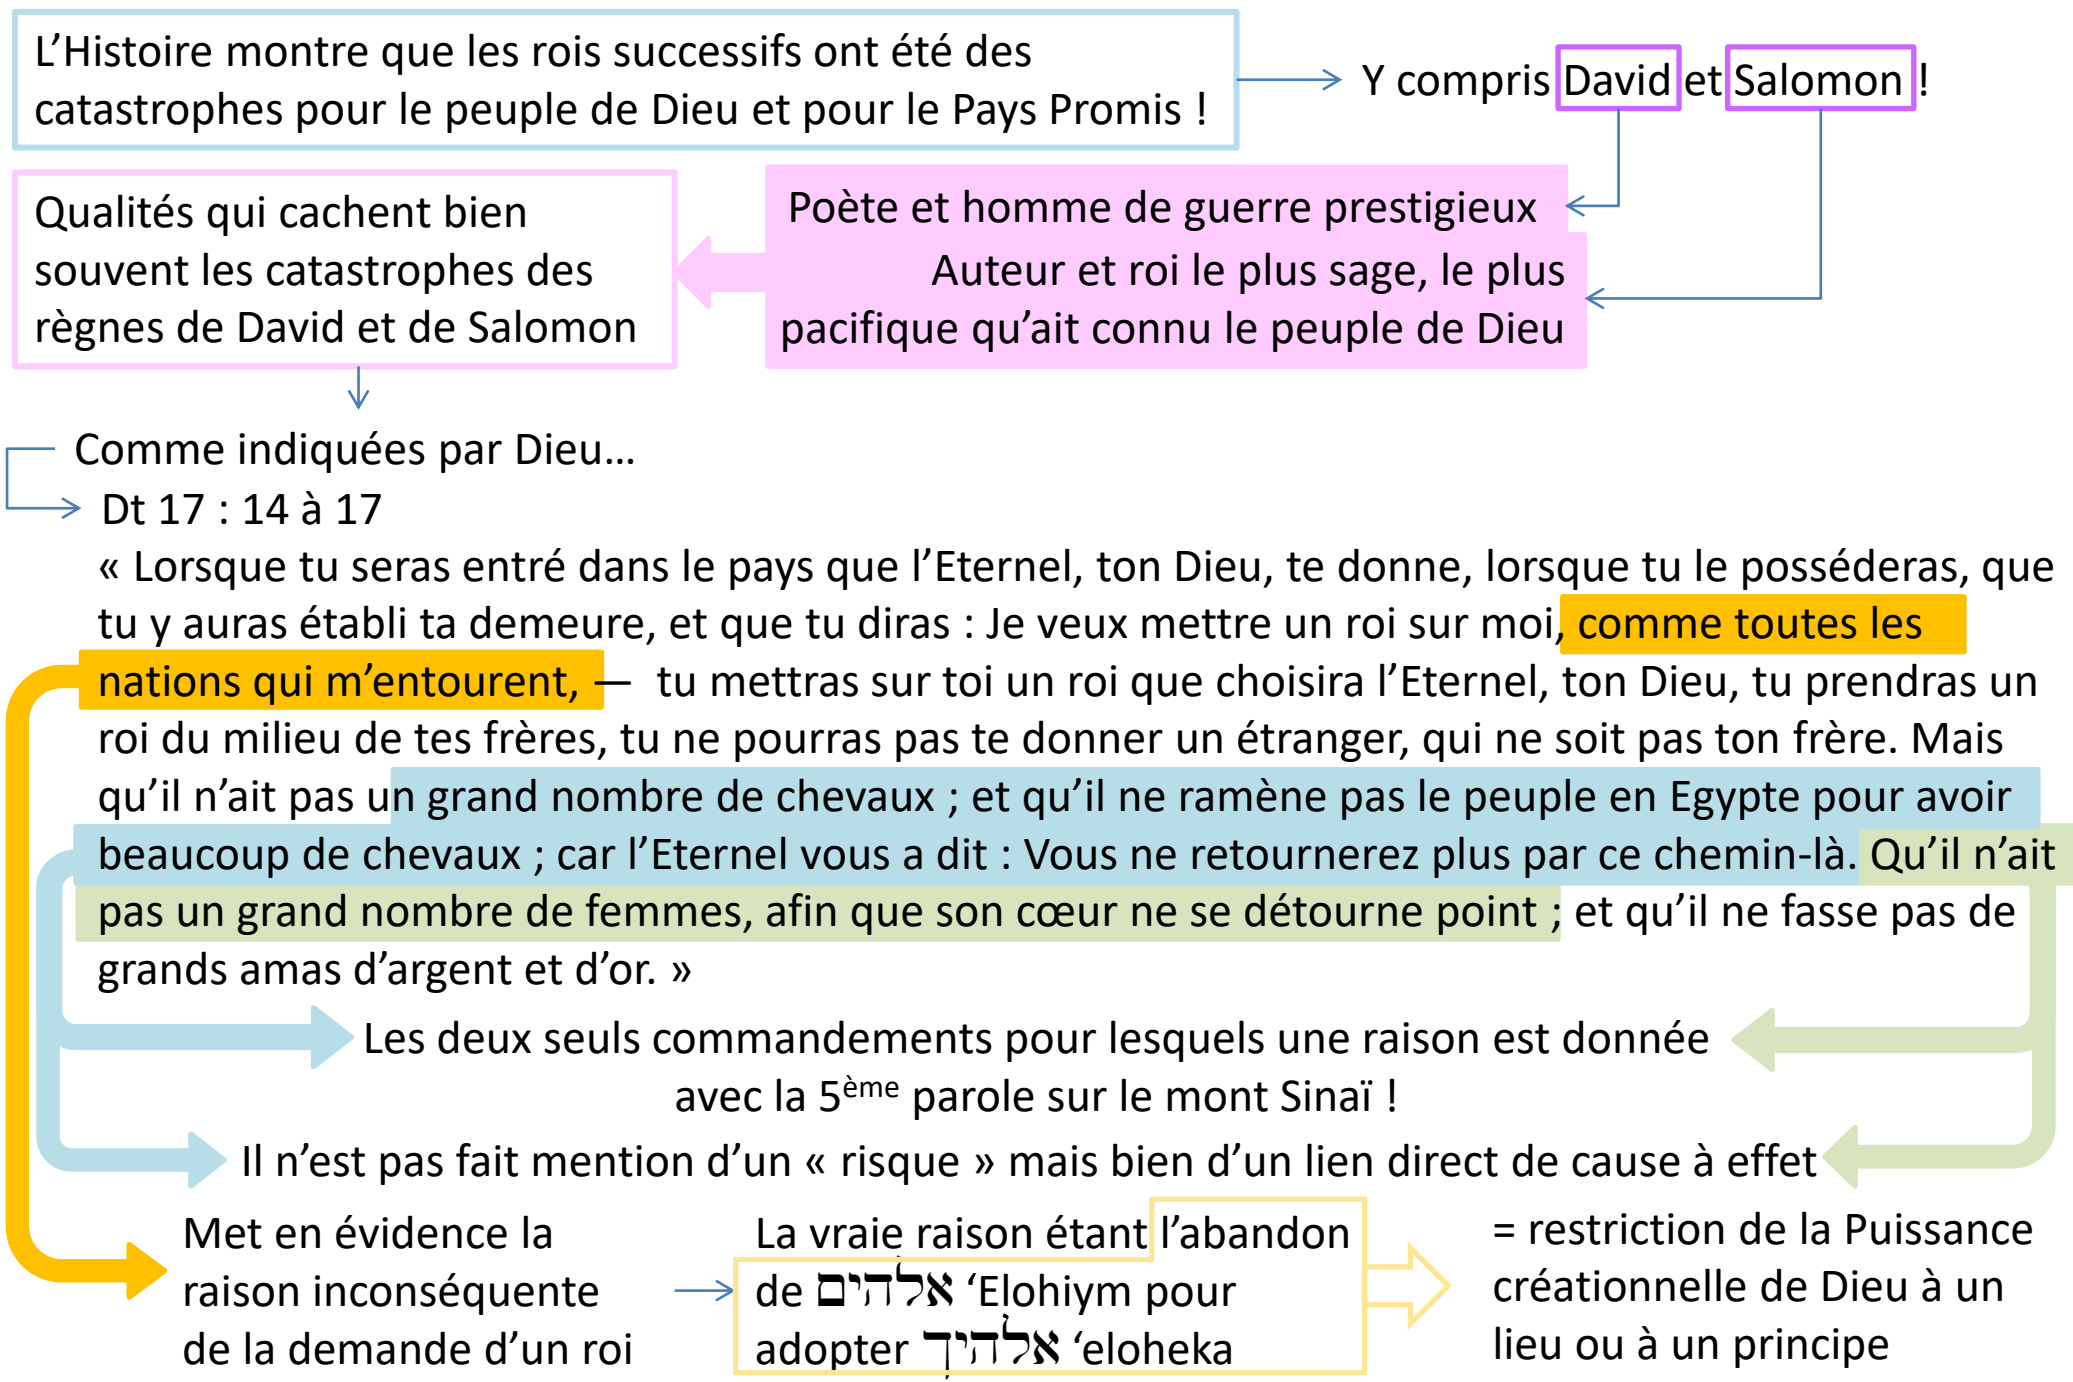 L’Histoire montre que les rois successifs ont été des
catastrophes pour le peuple de Dieu et pour le Pays Promis !
Y compris David et Salomon !
Poète et homme de guerre prestigieux
Auteur et roi le plus sage, le plus
pacifique qu’ait connu le peuple de Dieu
Qualités qui cachent bien
souvent les catastrophes des
règnes de David et de Salomon
Comme indiquées par Dieu…
Dt 17 : 14 à 17
« Lorsque tu seras entré dans le pays que l’Eternel, ton Dieu, te donne, lorsque tu le posséderas, que
tu y auras établi ta demeure, et que tu diras : Je veux mettre un roi sur moi, comme toutes les
nations qui m’entourent, — tu mettras sur toi un roi que choisira l’Eternel, ton Dieu, tu prendras un
roi du milieu de tes frères, tu ne pourras pas te donner un étranger, qui ne soit pas ton frère. Mais
qu’il n’ait pas un grand nombre de chevaux ; et qu’il ne ramène pas le peuple en Egypte pour avoir
beaucoup de chevaux ; car l’Eternel vous a dit : Vous ne retournerez plus par ce chemin-là. Qu’il n’ait
pas un grand nombre de femmes, afin que son cœur ne se détourne point ; et qu’il ne fasse pas de
grands amas d’argent et d’or. »
Les deux seuls commandements pour lesquels une raison est donnée
avec la 5ème parole sur le mont Sinaï !
Il n’est pas fait mention d’un « risque » mais bien d’un lien direct de cause à effet
Met en évidence la
raison inconséquente
de la demande d’un roi
La vraie raison étant l’abandon
de אלהים ‘Elohiym pour
adopter אלהיך ‘eloheka
= restriction de la Puissance
créationnelle de Dieu à un
lieu ou à un principe